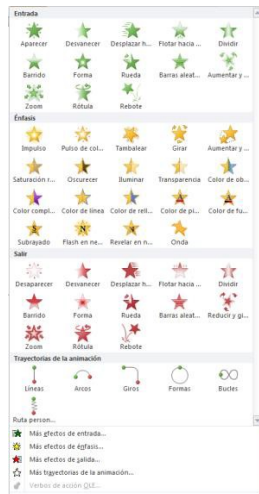 Entrada
Aparecer Desvanecer Desplazar h... Flotar hacia ... Dividir
Barrido Forma Rueda Barras aleat... Aumentar y ...
Zoom Rótula Rebote
Énfasis
Impulso Pulso de col... Tambalear Girar Aumentar y ...
Saturación r... Oscurecer Iluminar Transparencia Color de ob...
Color compl... Color de línea Color de rell... Color de pi... Color de fu...
Subrayado Flash en ne... Revelar en n... Onda
Salir
Desaparecer Desvanecer Desplazar h... Flotar hacia ... Dividir
Barrido Forma Rueda Barras aleat... Reducir y gi...
Zoom Rótula Rebote
Trayectorias de la animación
Líneas Arcos Giros Formas Bucles
Ruta person...
Más efectos de entrada...
Más efectos de énfasis...
Más efectos de salida...
Más trayectorias de la animación...
Verbos de acción OLE...